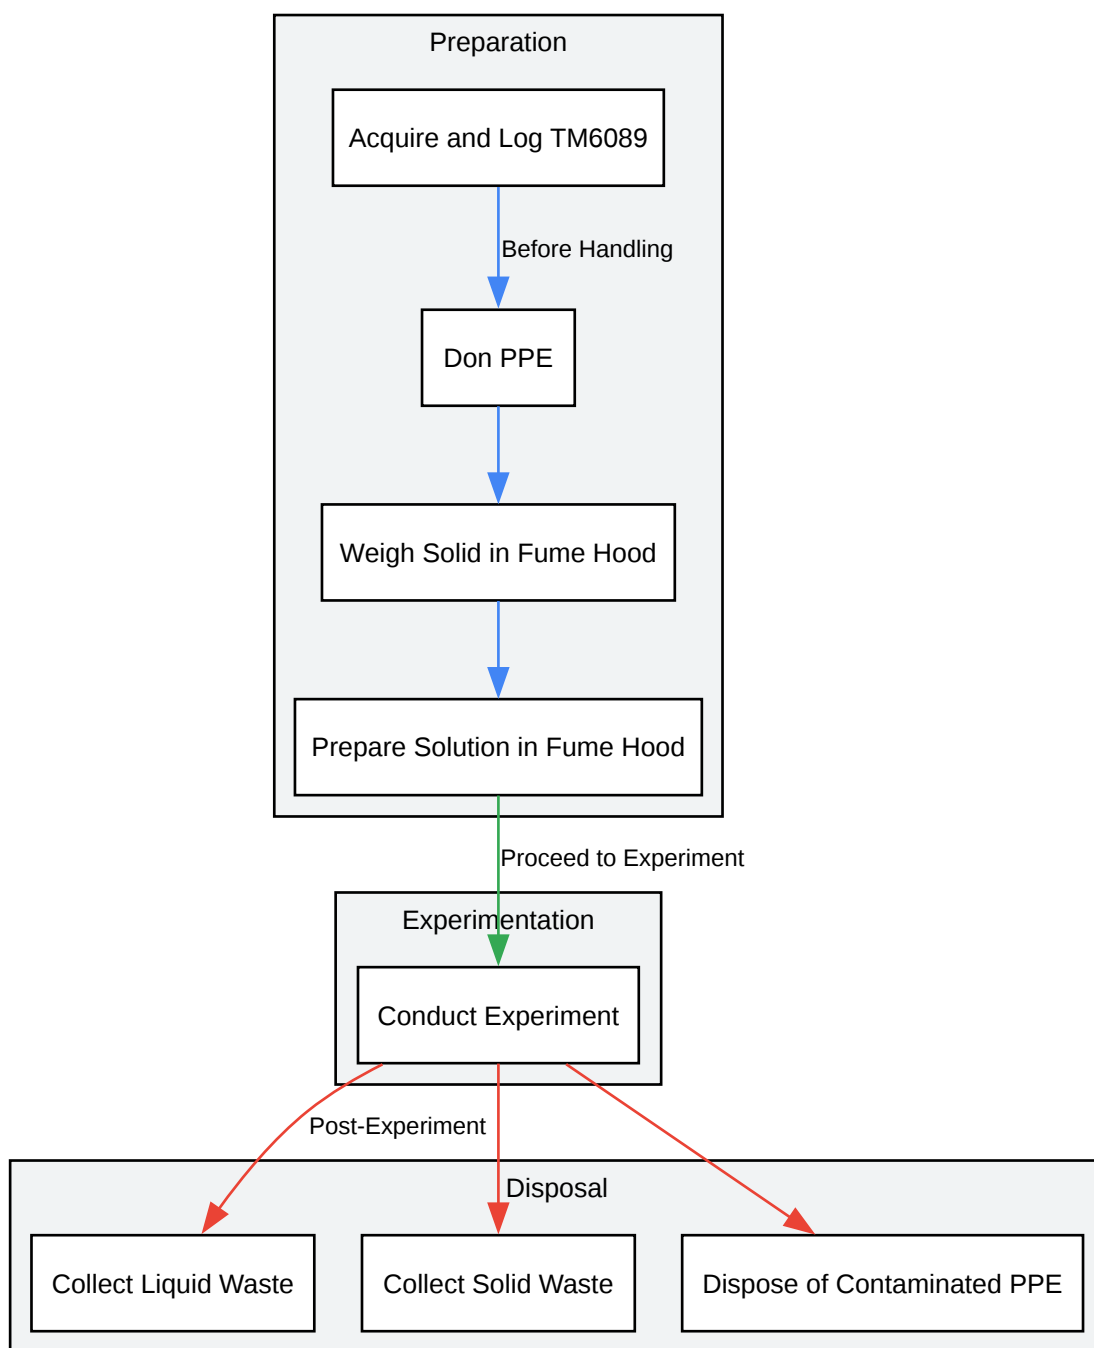 Preparation
Acquire and Log TM6089
Before Handling
Don PPE
Weigh Solid in Fume Hood
Prepare Solution in Fume Hood
Proceed to Experiment
Experimentation
Conduct Experiment
Post-Experiment
Disposal
Collect Liquid Waste
Collect Solid Waste
Dispose of Contaminated PPE